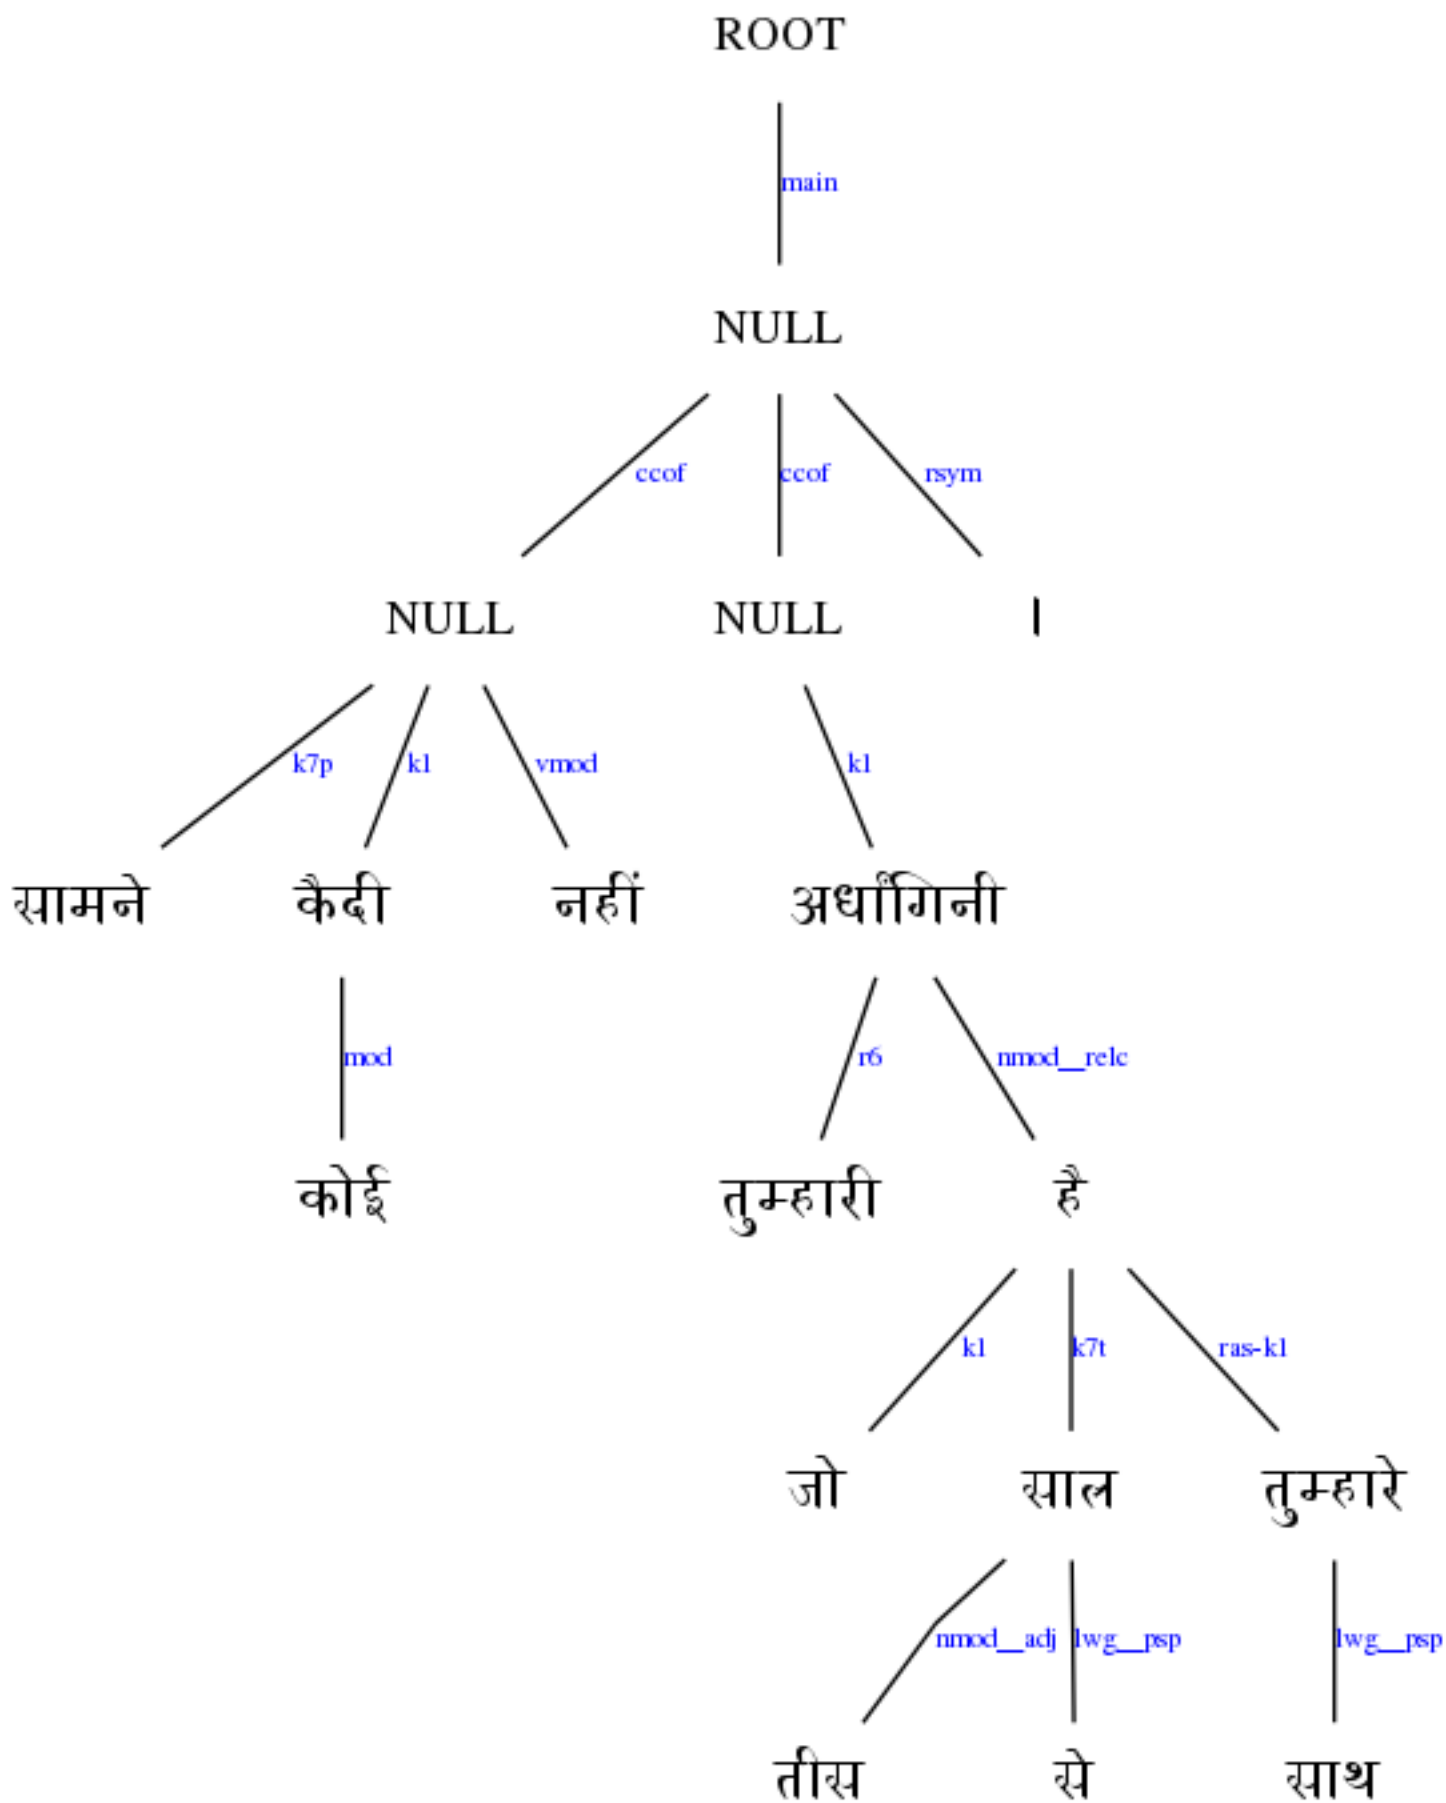 ROOT
main
NULL
ccof ccof rsym
NULL NULL ।
k7p k1 vmod k1
सामने कैदी नहीं अर्धांगिनी
mod r6 nmod__relc
कोई तुम्हारी है
k1 k7t ras-k1
जो साल तुम्हारे
nmod__adj lwg__psp lwg__psp
तीस से साथ